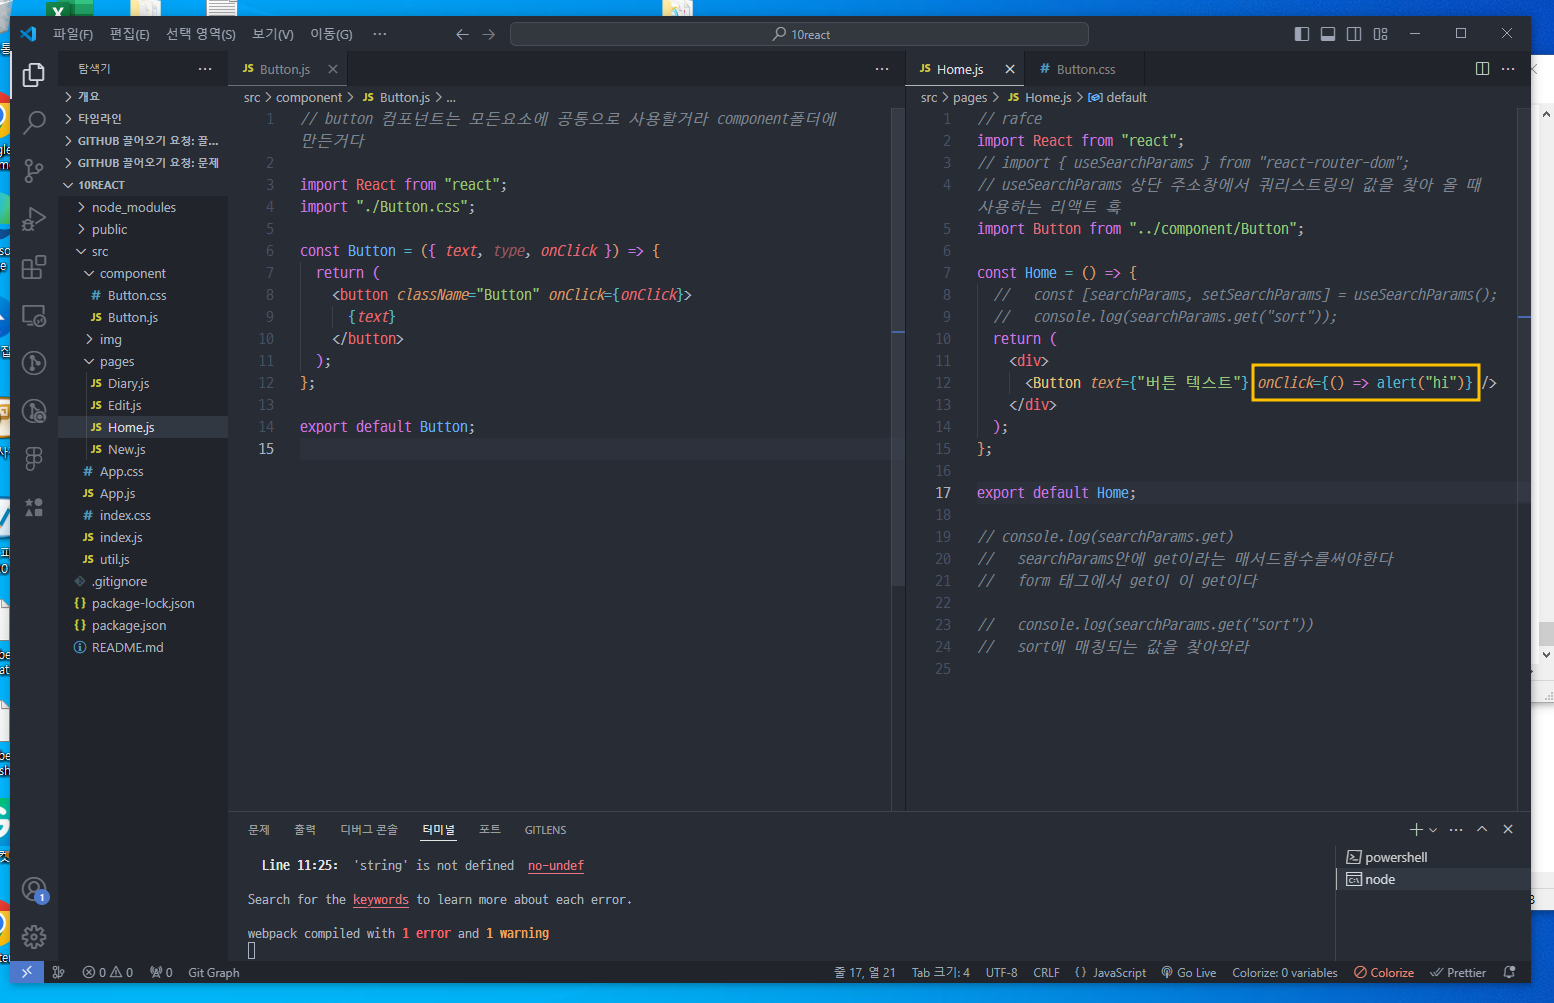 파일(F) 편집(E) 선택 영역(S) 보기(V) 이동(G) ··· 10react
탐색기 ···
개요
타임라인
GITHUB 끌어오기 요청: 끌...
GITHUB 끌어오기 요청: 문제
10REACT
node_modules
public
src
component
# Button.css
JS Button.js
img
pages
JS Diary.js
JS Edit.js
JS Home.js
JS New.js
# App.css
JS App.js
# index.css
JS index.js
JS util.js
.gitignore
{} package-lock.json
{} package.json
README.md
JS Button.js
src > component > JS Button.js > ...
1 // button 컴포넌트는 모든요소에 공통으로 사용할거라 component폴더에
만든거다
2
3 import React from "react";
4 import "./Button.css";
5
6 const Button = ({ text, type, onClick }) => {
7 return (
8 <button className="Button" onClick={onClick}>
9 {text}
10 </button>
11 );
12 };
13
14 export default Button;
15
JS Home.js # Button.css
src > pages > JS Home.js > default
1 // rafce
2 import React from "react";
3 // import { useSearchParams } from "react-router-dom";
4 // useSearchParams 상단 주소창에서 쿼리스트링의 값을 찾아 올 때
사용하는 리액트 훅
5 import Button from "../component/Button";
6
7 const Home = () => {
8 // const [searchParams, setSearchParams] = useSearchParams();
9 // console.log(searchParams.get("sort"));
10 return (
11 <div>
12 <Button text={"버튼 텍스트"} onClick={() => alert("hi")} />
13 </div>
14 );
15 };
16
17 export default Home;
18
19 // console.log(searchParams.get)
20 // searchParams안에 get이라는 매서드함수를써야한다
21 // form 태그에서 get이 이 get이다
22
23 // console.log(searchParams.get("sort"))
24 // sort에 매칭되는 값을 찾아와라
25
문제 출력 디버그 콘솔 터미널 포트 GITLENS
Line 11:25: 'string' is not defined no-undef
Search for the keywords to learn more about each error.
webpack compiled with 1 error and 1 warning
powershell
node
1
0 0 0 Git Graph 줄 17, 열 21 Tab 크기: 4 UTF-8 CRLF {} JavaScript Go Live Colorize: 0 variables Colorize Prettier